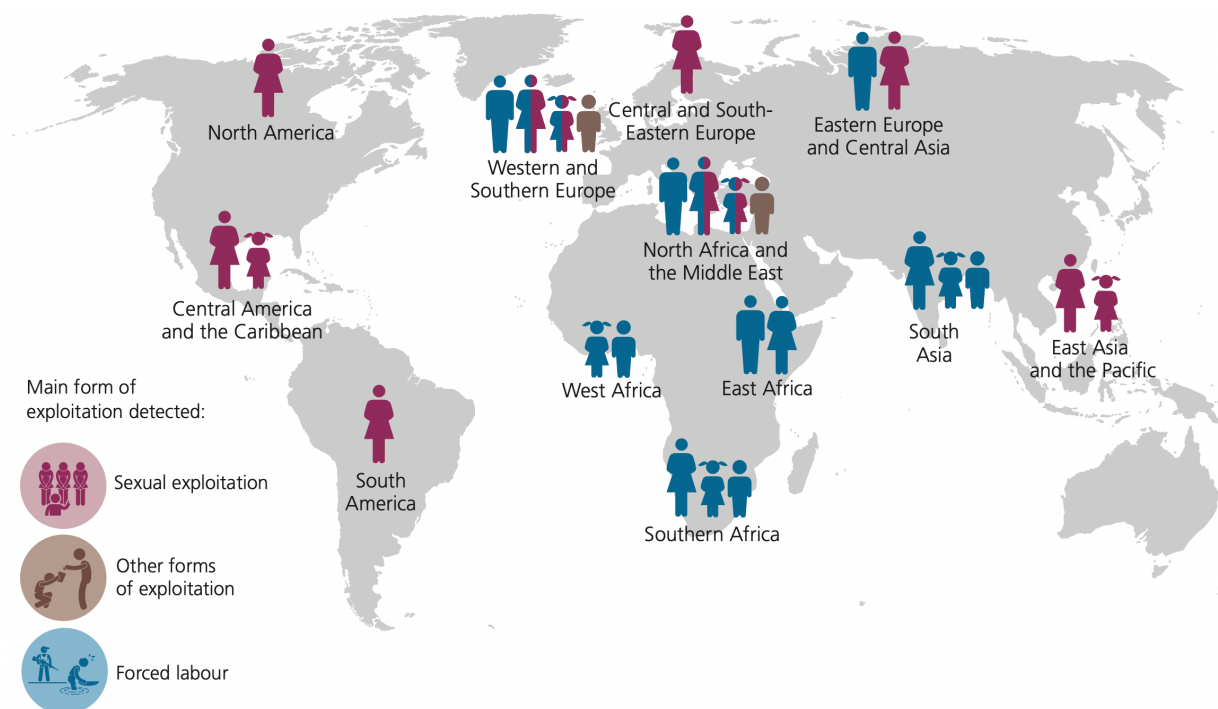 North America
Central and South-
Eastern Europe
Eastern Europe
and Central Asia
Western and
Southern Europe
North Africa and
the Middle East
Central America
and the Caribbean
South
Asia
East Asia
and the Pacific
West Africa
East Africa
South
America
Southern Africa
Main form of
exploitation detected:
Sexual exploitation
Other forms
of exploitation
Forced labour